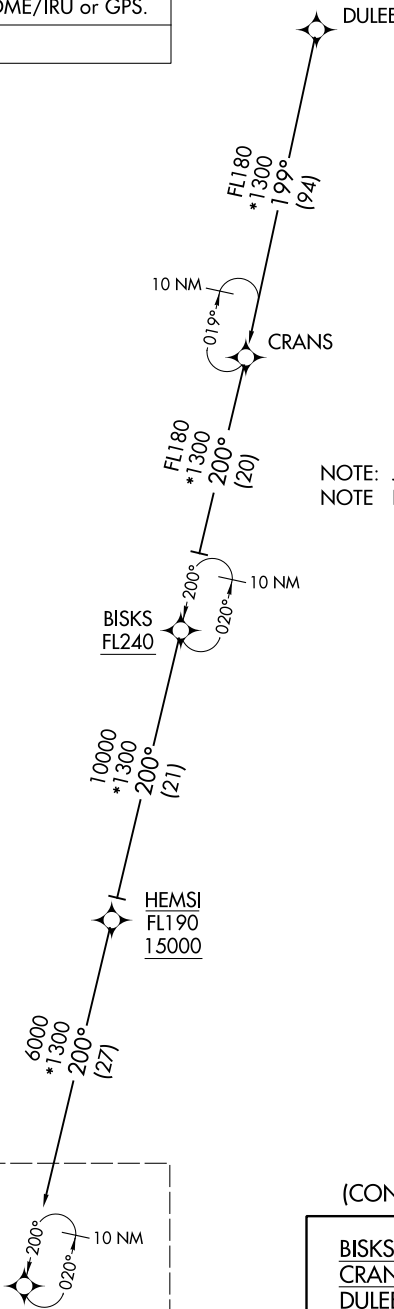 OME/IRU or GPS.
DULEE
FL180
*1300
199°
(94)
10 NM
019°
CRANS
FL180
*1300
200°
(20)
NOTE:
NOTE
200°
10 NM
020°
BISKS
FL240
10000
*1300
200°
(21)
HEMSI
FL190
15000
6000
*1300
200°
(27)
200°
10 NM
020°
(CON
BISKS
CRAN
DULEE